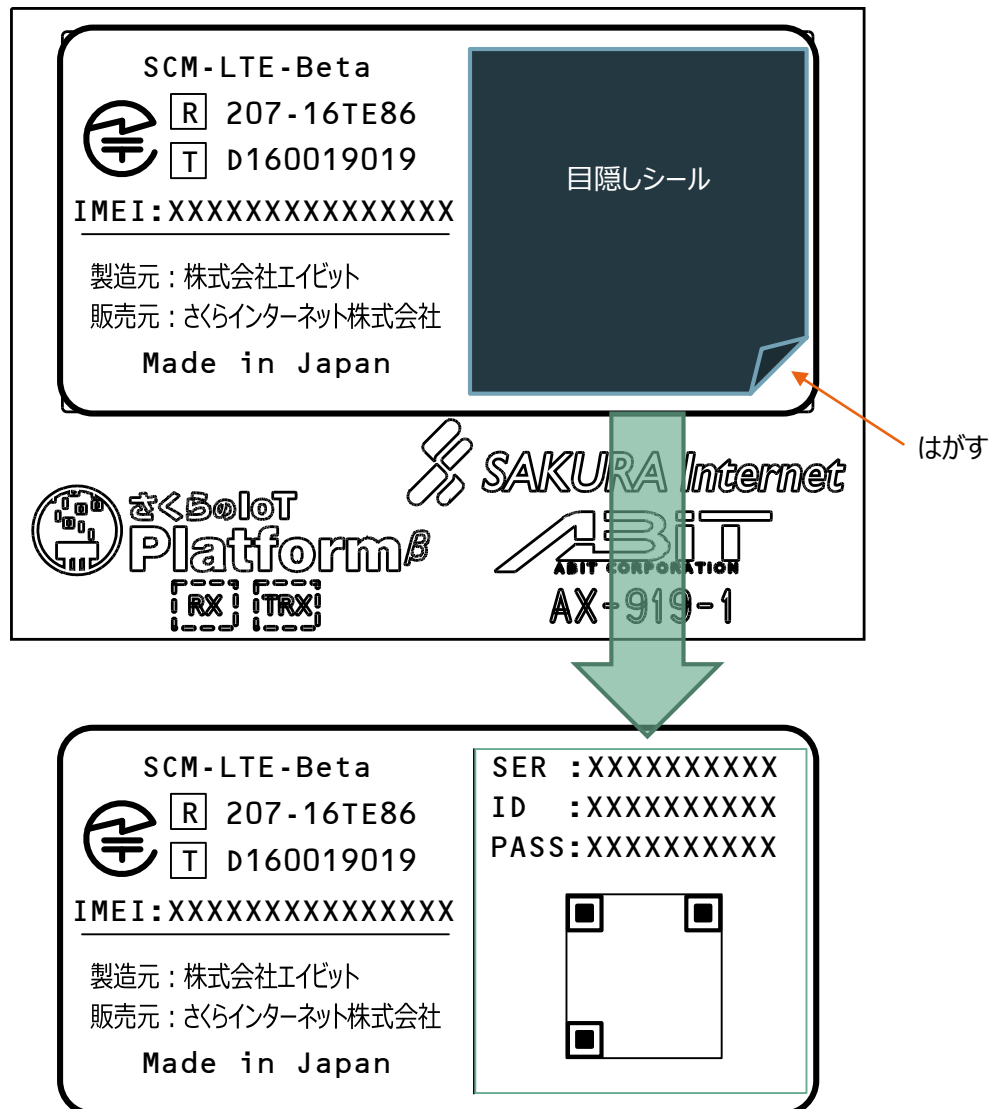 SCM-LTE-Beta
R 207-16TE86
T D160019019
IMEI:XXXXXXXXXXXXXXX
製造元：株式会社エイビット
販売元：さくらインターネット株式会社
Made in Japan
目隠しシール
はがす
SAKURA Internet
さくらのIoT
Platformβ
ABiT
ABIT CORPORATION
RX TRX
AX-919-1
SCM-LTE-Beta
R 207-16TE86
T D160019019
IMEI:XXXXXXXXXXXXXXX
製造元：株式会社エイビット
販売元：さくらインターネット株式会社
Made in Japan
SER :XXXXXXXXXX
ID :XXXXXXXXXX
PASS:XXXXXXXXXX